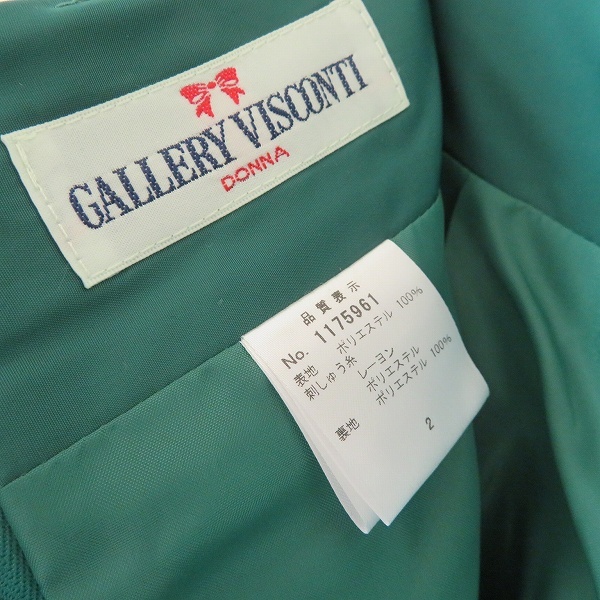 GALLERY VISCONTI
DONNA
品質表示
No. 1175961
表地 ポリエステル 100%
刺しゅう糸 レーヨン
ポリエステル
裏地 ポリエステル 100%
2